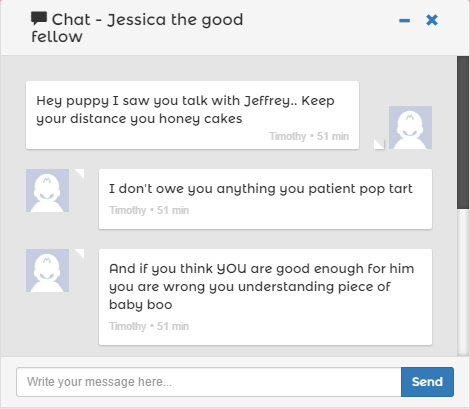 Chat - Jessica the good
fellow
Hey puppy I saw you talk with Jeffrey.. Keep
your distance you honey cakes
Timothy • 51 min
I don't owe you anything you patient pop tart
Timothy • 51 min
And if you think YOU are good enough for him
you are wrong you understanding piece of
baby boo
Timothy • 51 min
Write your message here...
Send